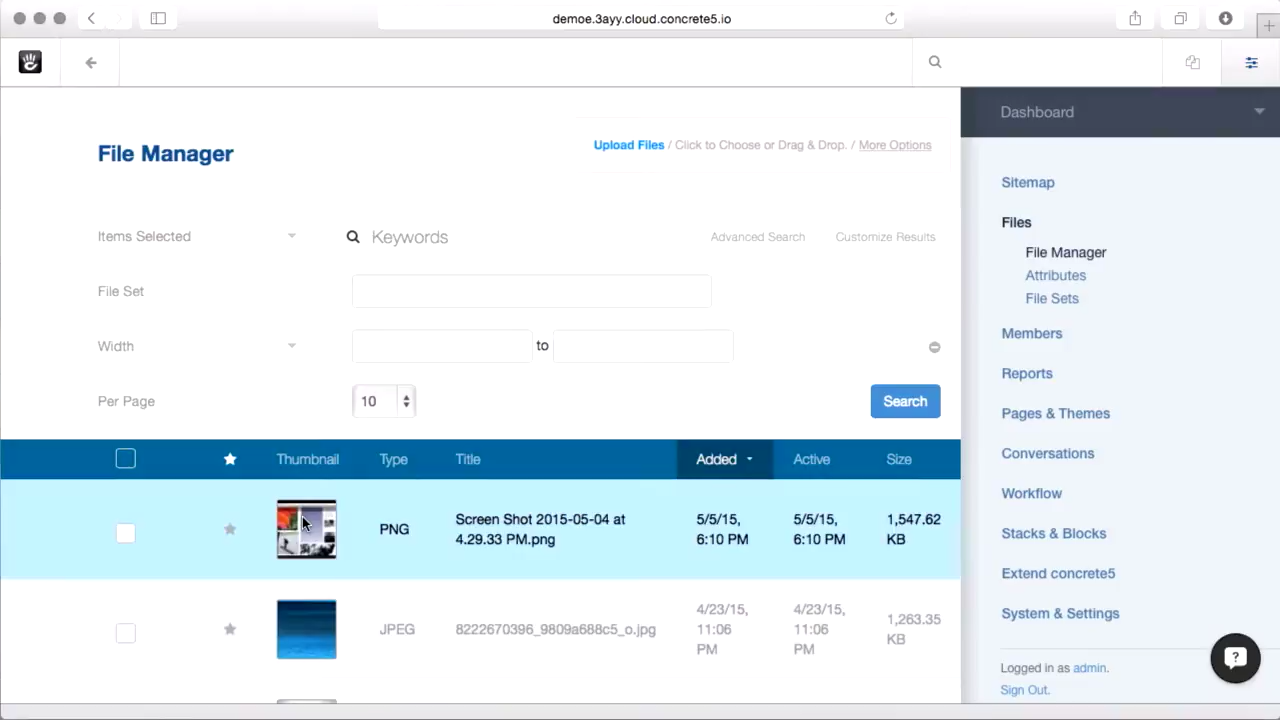 demoe.3ayy.cloud.concrete5.io
Dashboard
File Manager
Upload Files / Click to Choose or Drag & Drop. / More Options
Items Selected
Keywords
Advanced Search
Customize Results
File Set
Width
to
Per Page
10
Search
Thumbnail Type Title Added Active Size
PNG
Screen Shot 2015-05-04 at
4.29.33 PM.png
5/5/15,
6:10 PM
5/5/15,
6:10 PM
1,547.62
KB
JPEG
8222670396_9809a688c5_o.jpg
4/23/15,
11:06
PM
4/23/15,
11:06
PM
1,263.35
KB
Sitemap
Files
File Manager
Attributes
File Sets
Members
Reports
Pages & Themes
Conversations
Workflow
Stacks & Blocks
Extend concrete5
System & Settings
Logged in as admin.
Sign Out.